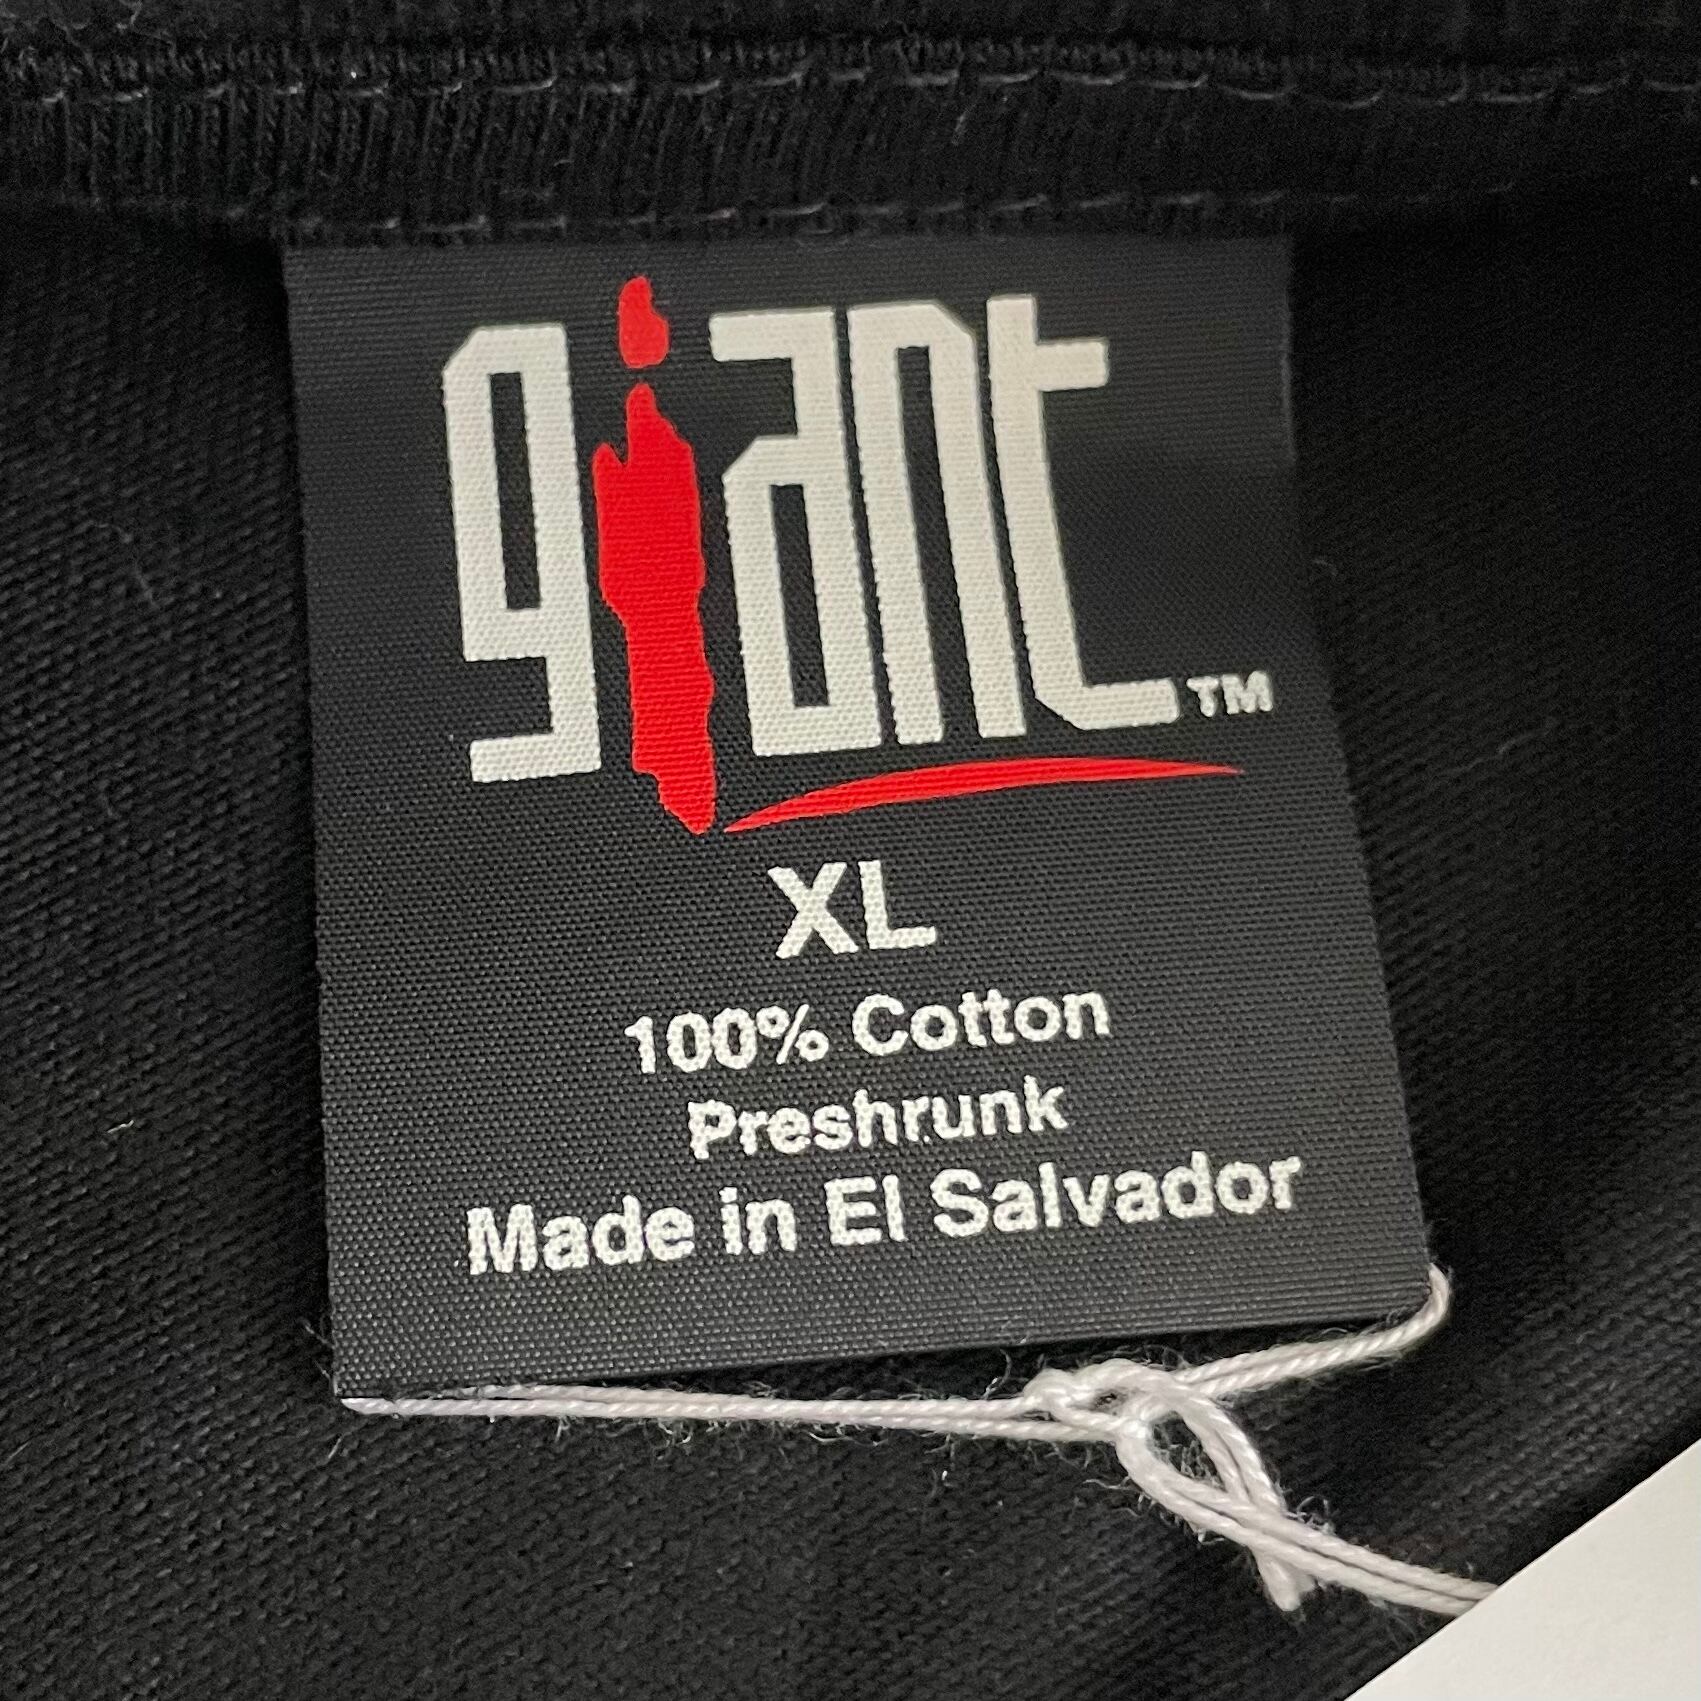 giant™
XL
100% Cotton
Preshrunk
Made in El Salvador